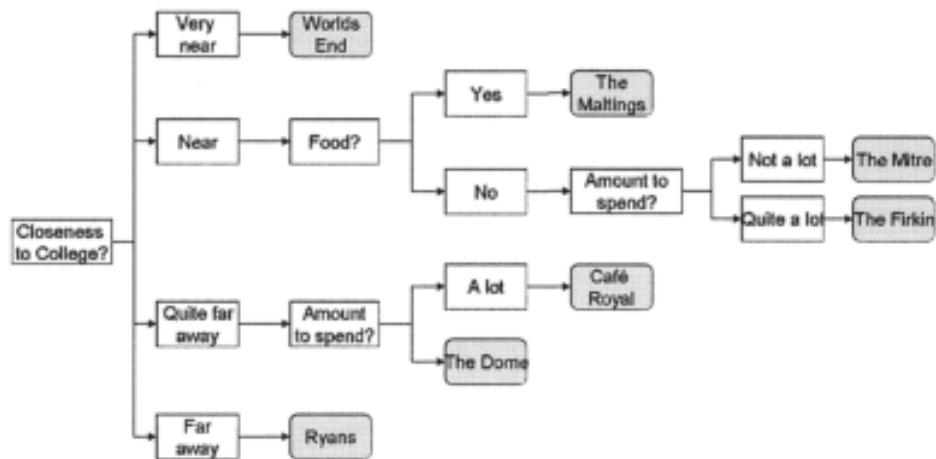 Very
near
Worlds
End
Yes
The
Maltings
Near
Food?
Not a lot
The Mitre
No
Amount to
spend?
Quite a lot
The Firkin
Closeness
to College?
A lot
Café
Royal
Quite far
away
Amount
to spend?
The Dome
Far
away
Ryans